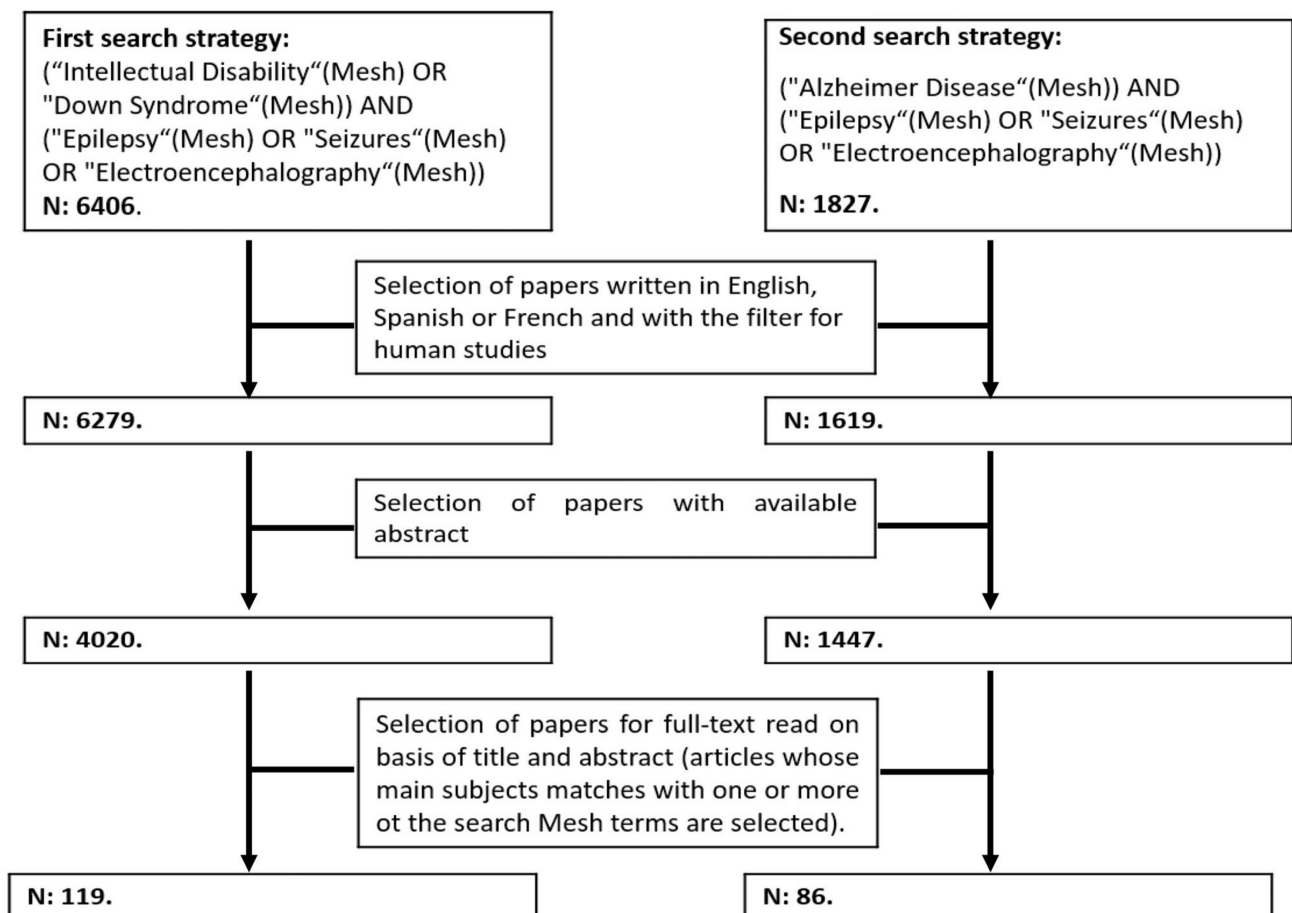 First search strategy:
(“Intellectual Disability“(Mesh) OR
"Down Syndrome“(Mesh)) AND
("Epilepsy“(Mesh) OR "Seizures“(Mesh)
OR "Electroencephalography“(Mesh))
N: 6406.
Second search strategy:
("Alzheimer Disease“(Mesh)) AND
("Epilepsy“(Mesh) OR "Seizures“(Mesh)
OR "Electroencephalography“(Mesh))
N: 1827.
Selection of papers written in English,
Spanish or French and with the filter for
human studies
N: 6279.
N: 1619.
Selection of papers with available
abstract
N: 4020.
N: 1447.
Selection of papers for full-text read on
basis of title and abstract (articles whose
main subjects matches with one or more
ot the search Mesh terms are selected).
N: 119.
N: 86.